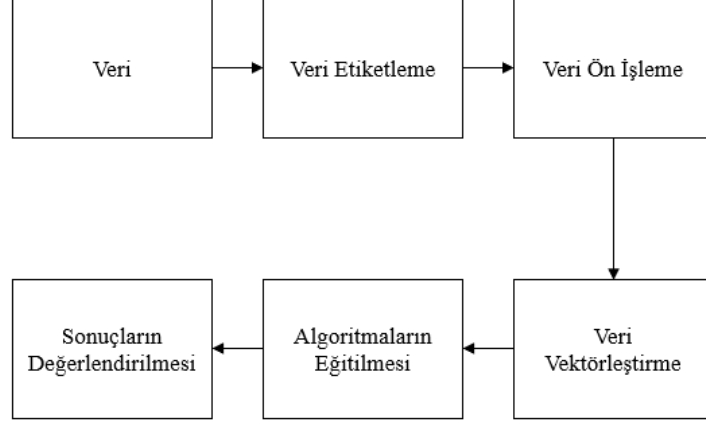 Veri
Veri Etiketleme
Veri Ön İşleme
Veri
Vektörleştirme
Algoritmaların
Eğitilmesi
Sonuçların
Değerlendirilmesi